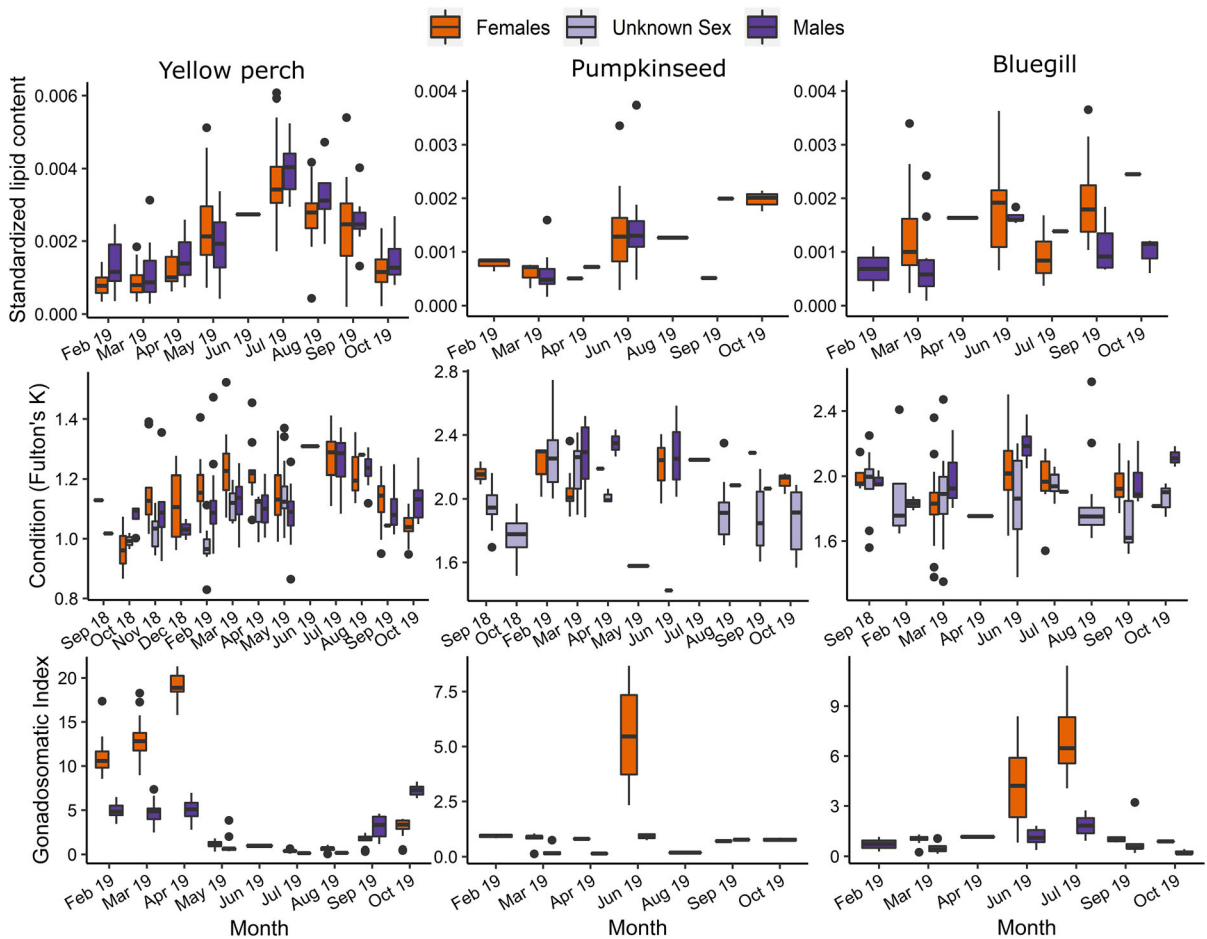 Females Unknown Sex Males
Yellow perch Pumpkinseed Bluegill
Standardized lipid content
0.006
0.004
0.002
0.000
Feb 19 Mar 19 Apr 19 May 19 Jun 19 Jul 19 Aug 19 Sep 19 Oct 19
0.004
0.003
0.002
0.001
0.000
Feb 19 Mar 19 Apr 19 Jun 19 Aug 19 Sep 19 Oct 19
0.004
0.003
0.002
0.001
0.000
Feb 19 Mar 19 Apr 19 Jun 19 Jul 19 Sep 19 Oct 19
Condition (Fulton's K)
1.4
1.2
1.0
0.8
Sep 18 Oct 18 Nov 18 Dec 18 Feb 19 Mar 19 Apr 19 May 19 Jun 19 Jul 19 Aug 19 Sep 19 Oct 19
2.8
2.4
2.0
1.6
Sep 18 Oct 18 Feb 19 Mar 19 Apr 19 May 19 Jun 19 Jul 19 Aug 19 Sep 19 Oct 19
2.4
2.0
1.6
Sep 18 Feb 19 Mar 19 Apr 19 Jun 19 Jul 19 Aug 19 Sep 19 Oct 19
Gonadosomatic Index
20
15
10
5
0
Feb 19 Mar 19 Apr 19 May 19 Jun 19 Jul 19 Aug 19 Sep 19 Oct 19
Month
7.5
5.0
2.5
0.0
Feb 19 Mar 19 Apr 19 Jun 19 Aug 19 Sep 19 Oct 19
Month
9
6
3
0
Feb 19 Mar 19 Apr 19 Jun 19 Jul 19 Sep 19 Oct 19
Month